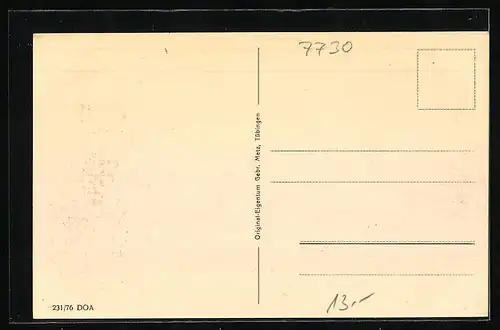 7730
Original-Eigentum Gebr. Metz, Tübingen
231/76 DOA
13.-